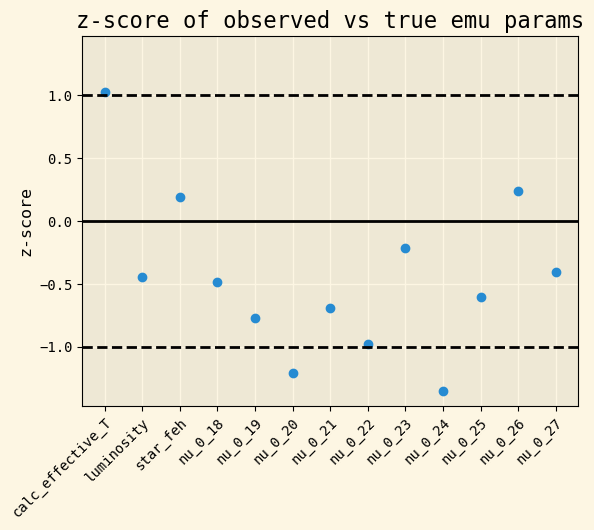 z-score of observed vs true emu params
z-score
1.0
0.5
0.0
−0.5
−1.0
calc_effective_T
luminosity
star_feh
nu_0_18
nu_0_19
nu_0_20
nu_0_21
nu_0_22
nu_0_23
nu_0_24
nu_0_25
nu_0_26
nu_0_27